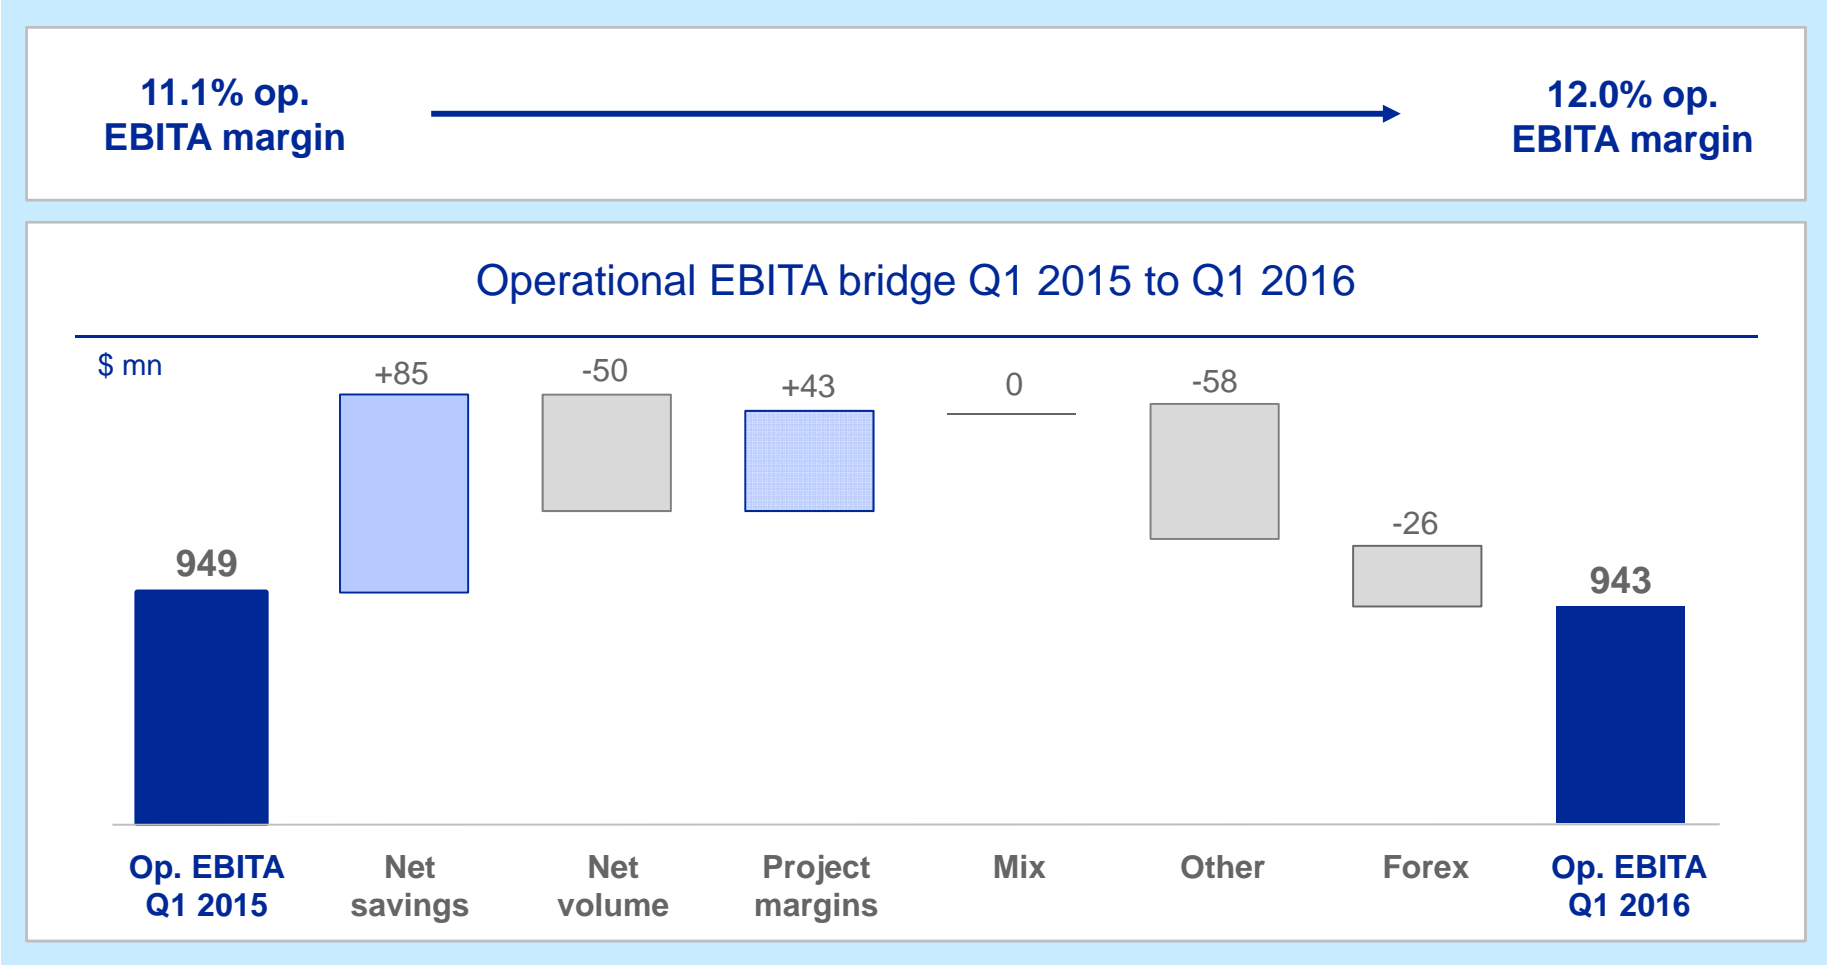 11.1% op.
EBITA margin
12.0% op.
EBITA margin
Operational EBITA bridge Q1 2015 to Q1 2016
$ mn
+85
-50
+43
0
-58
-26
949
943
Op. EBITA
Q1 2015
Net
savings
Net
volume
Project
margins
Mix
Other
Forex
Op. EBITA
Q1 2016